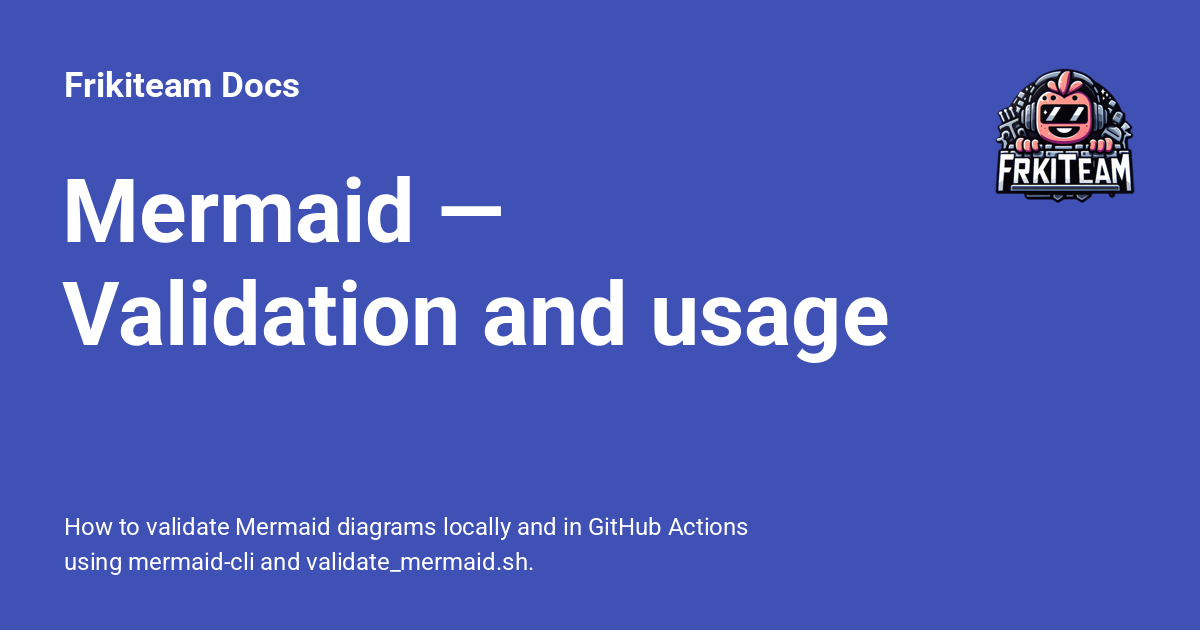 Frikiteam Docs
FRKITEAM
Mermaid —
Validation and usage
How to validate Mermaid diagrams locally and in GitHub Actions
using mermaid-cli and validate_mermaid.sh.